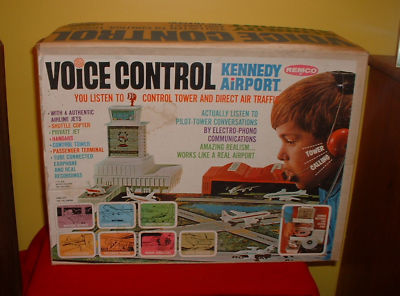 VOICE CONTROL
VOICE CONTROL
KENNEDY
AIRPORT
REMCO
YOU LISTEN TO CONTROL TOWER AND DIRECT AIR TRAFFIC
• WITH 4 AUTHENTIC
AIRLINE JETS
• SHUTTLE COPTER
• PRIVATE JET
• HANGARS
• CONTROL TOWER
• PASSENGER TERMINAL
• TUBE CONNECTED
EARPHONE
AND REAL
RECORDINGS
ACTUALLY LISTEN TO
PILOT-TOWER CONVERSATIONS
BY ELECTRO-PHONO
COMMUNICATIONS
AMAZING REALISM...
WORKS LIKE A REAL AIRPORT
TOWER
CALLING